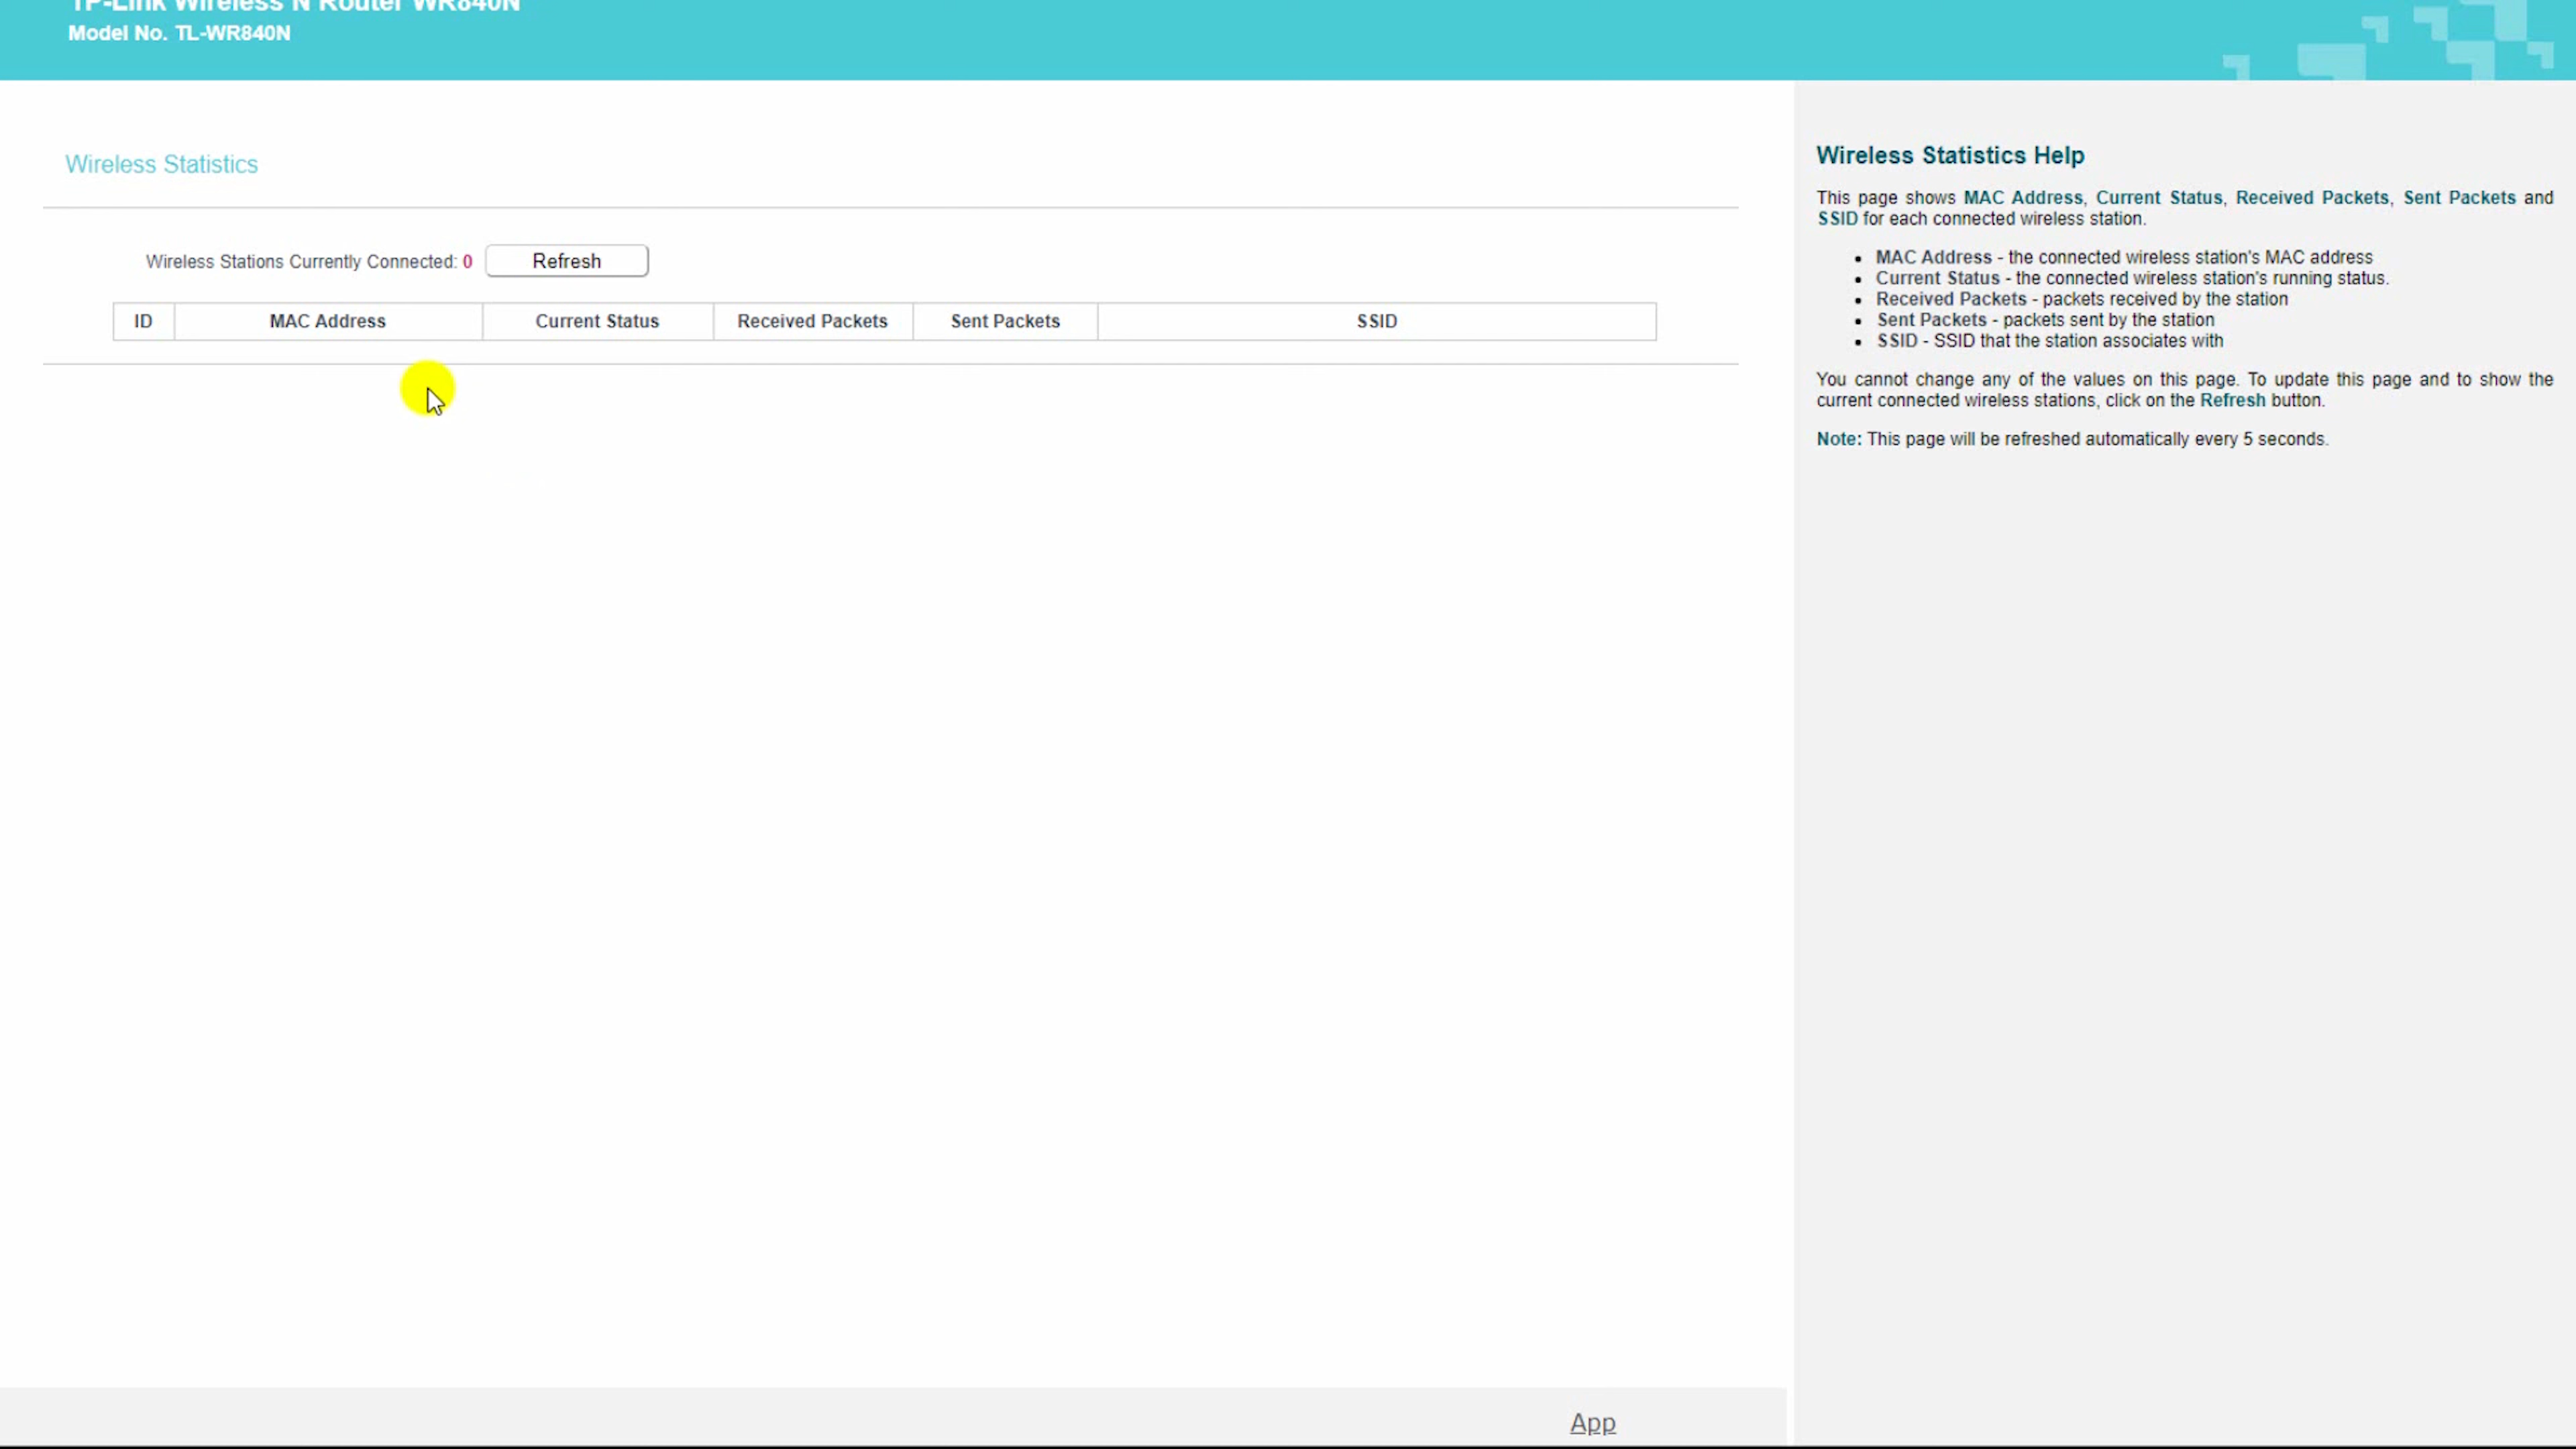 TP-Link Wireless N Router WR840N
Model No. TL-WR840N
Wireless Statistics
Wireless Stations Currently Connected: 0 Refresh
ID MAC Address Current Status Received Packets Sent Packets SSID
Wireless Statistics Help
This page shows MAC Address, Current Status, Received Packets, Sent Packets and
SSID for each connected wireless station.
MAC Address - the connected wireless station's MAC address
Current Status - the connected wireless station's running status.
Received Packets - packets received by the station
Sent Packets - packets sent by the station
SSID - SSID that the station associates with
You cannot change any of the values on this page. To update this page and to show the
current connected wireless stations, click on the Refresh button.
Note: This page will be refreshed automatically every 5 seconds.
App